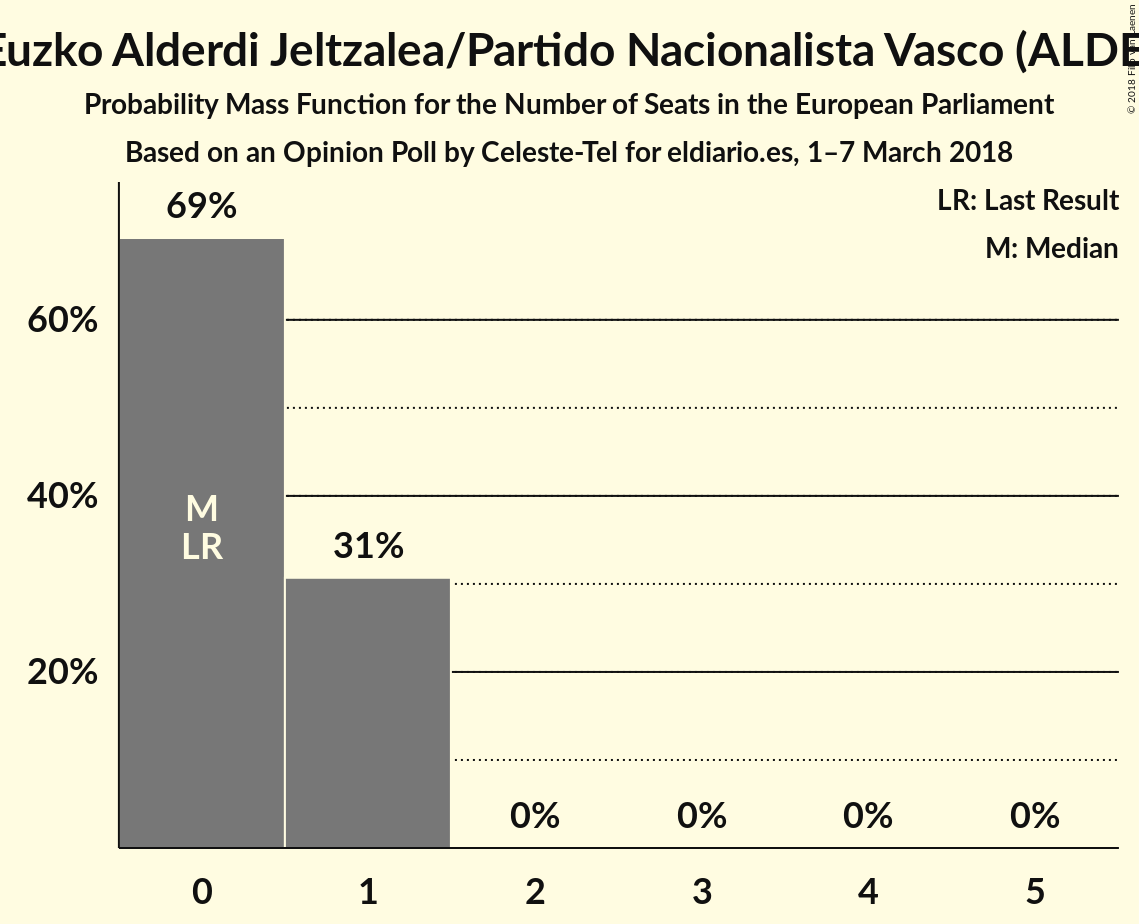 Euzko Alderdi Jeltzalea/Partido Nacionalista Vasco (ALDE
Probability Mass Function for the Number of Seats in the European Parliament
Based on an Opinion Poll by Celeste-Tel for eldiario.es, 1–7 March 2018
LR: Last Result
M: Median
69%
60%
40%
M
LR
31%
20%
0% 0% 0% 0%
0 1 2 3 4 5
© 2018